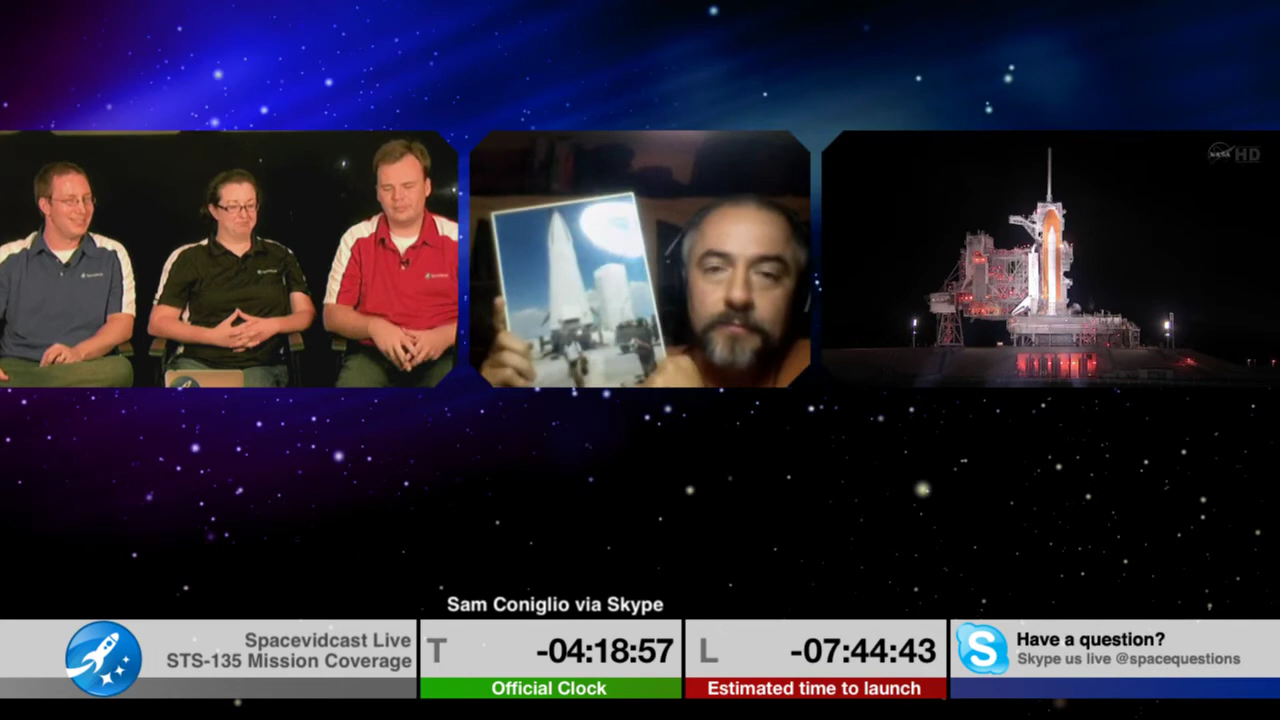 NASA HD
Sam Coniglio via Skype
Spacevidcast Live
STS-135 Mission Coverage
T -04:18:57
Official Clock
L -07:44:43
Estimated time to launch
S
Have a question?
Skype us live @spacequestions